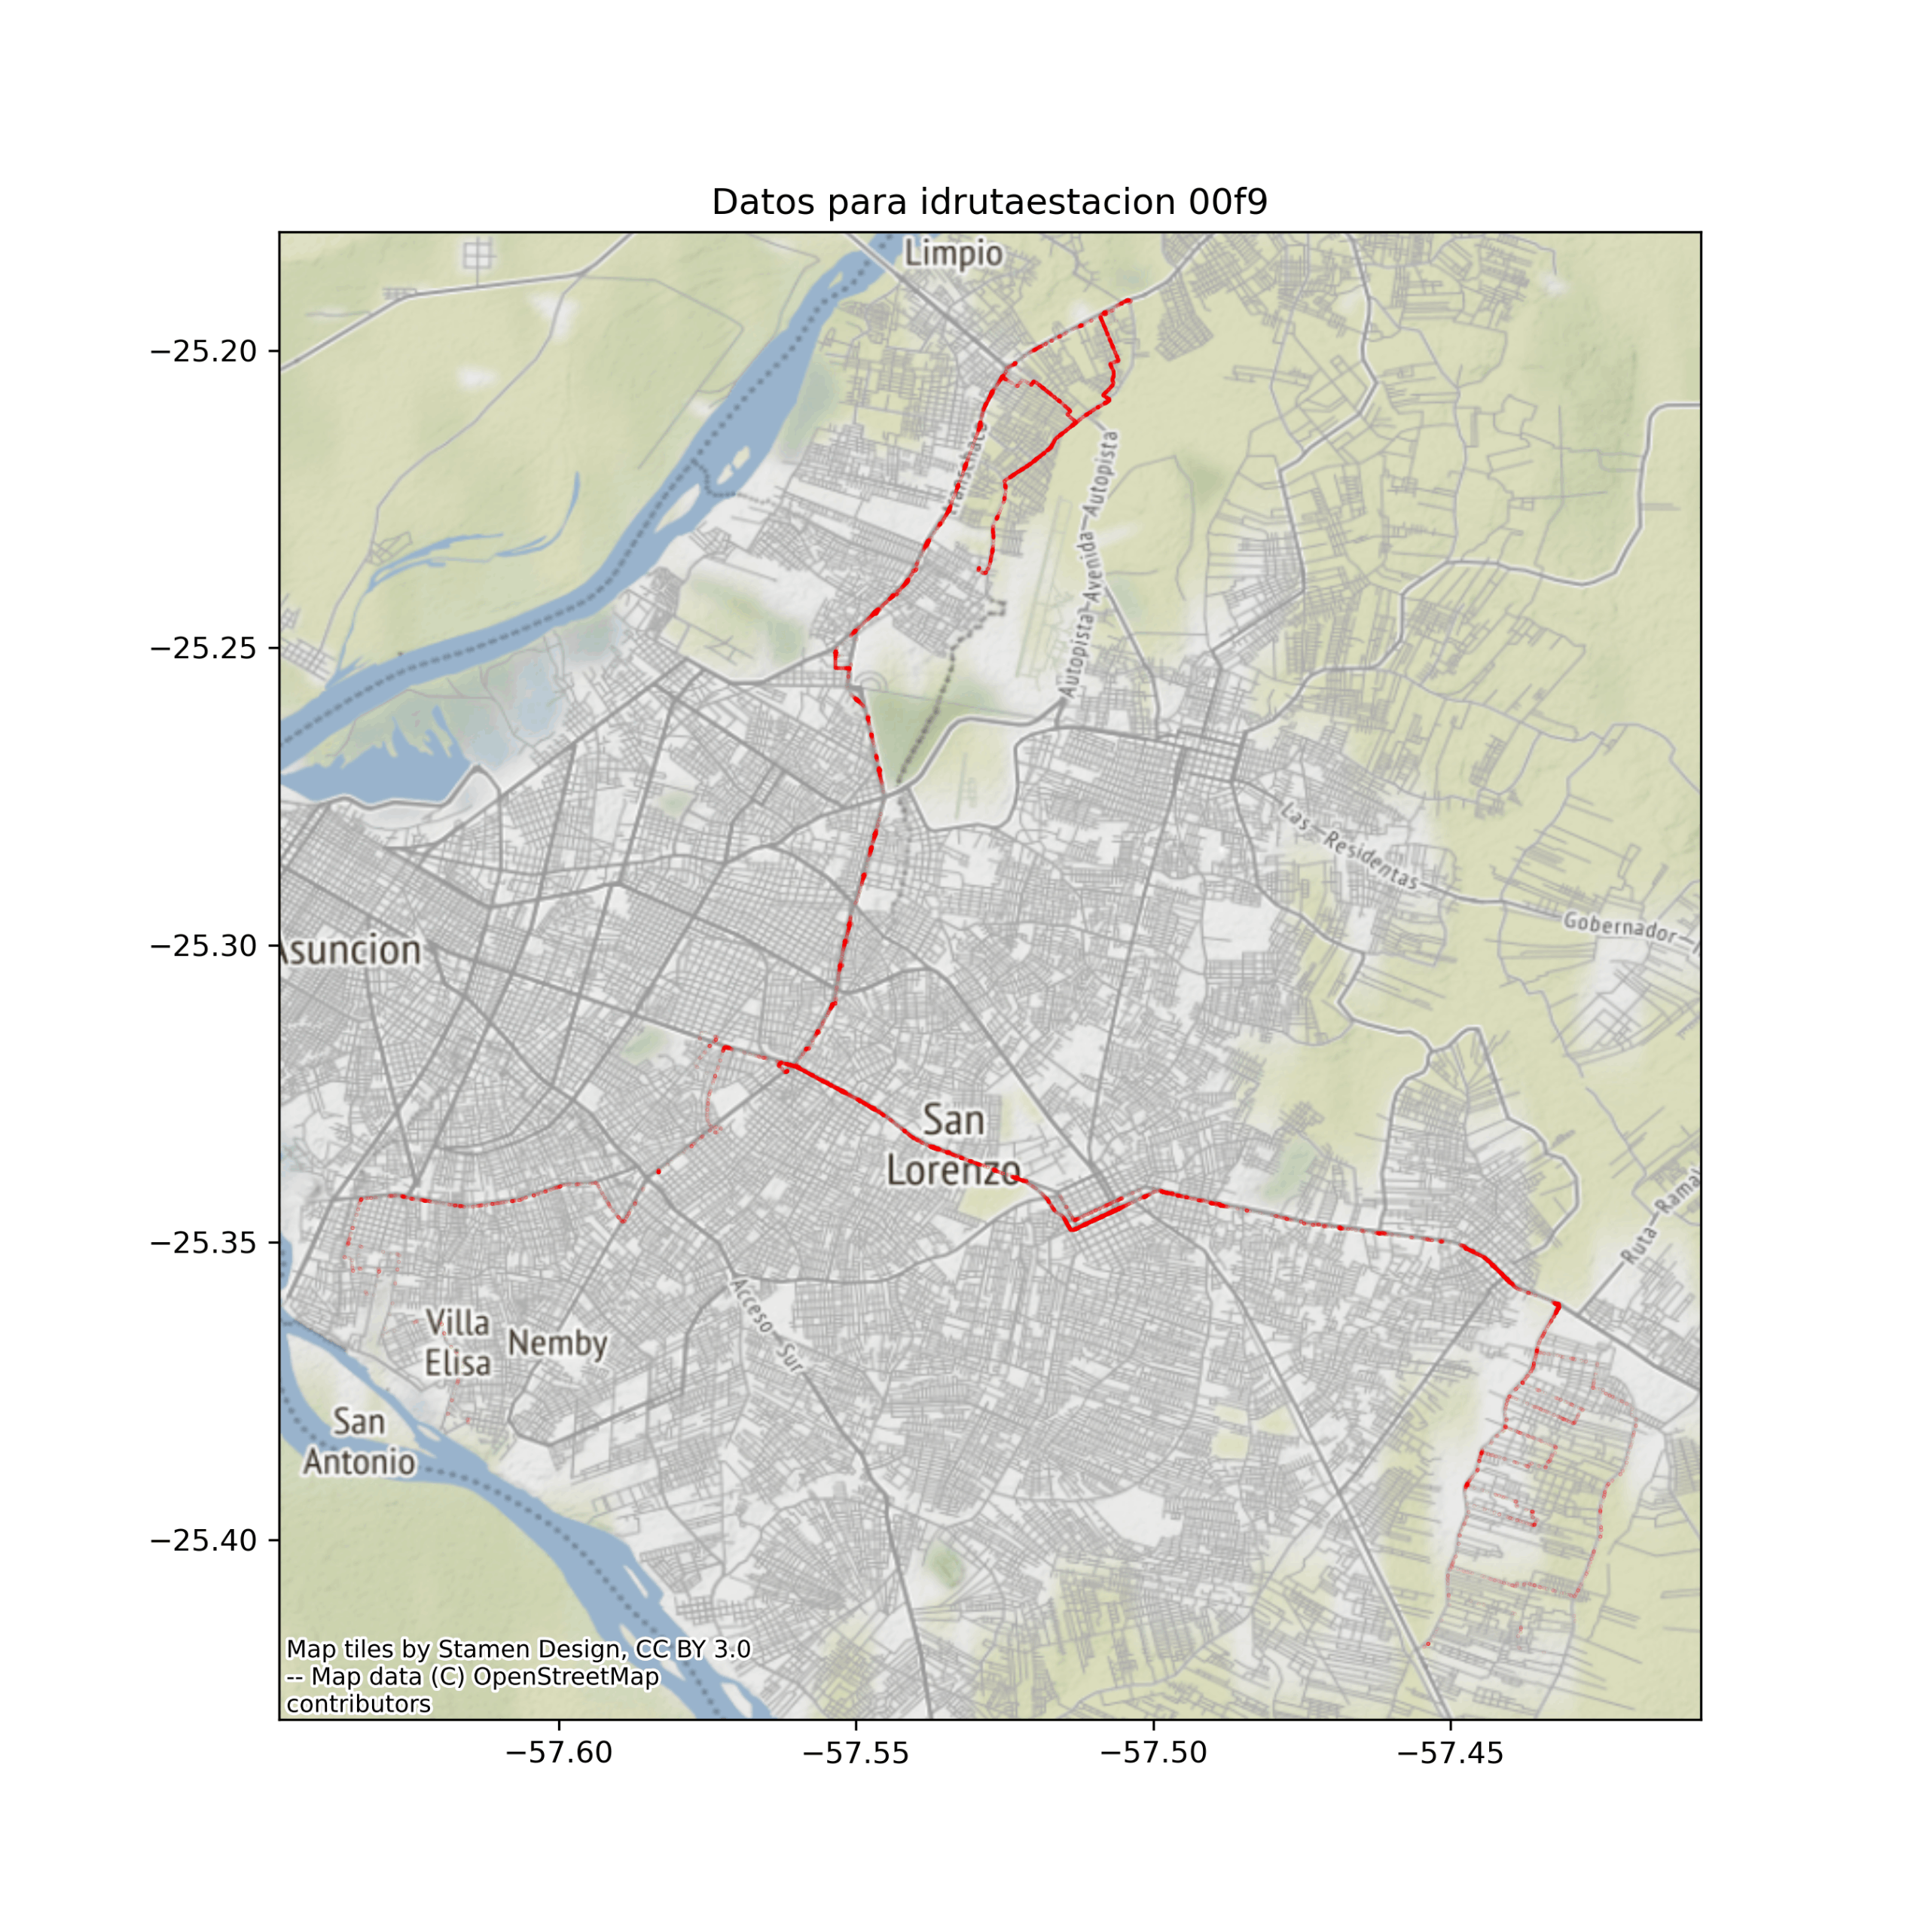 Datos para idrutaestacion 00f9
Limpio
−25.20
Transchaco
Autopista-Avenida-Autopista
−25.25
Las-Residentas
Gobernador
−25.30
Asuncion
San
Lorenzo
Ruta-Ramal
−25.35
Acceso-Sur
Villa
Elisa
Nemby
San
Antonio
−25.40
Map tiles by Stamen Design, CC BY 3.0
-- Map data (C) OpenStreetMap
contributors
−57.60
−57.55
−57.50
−57.45